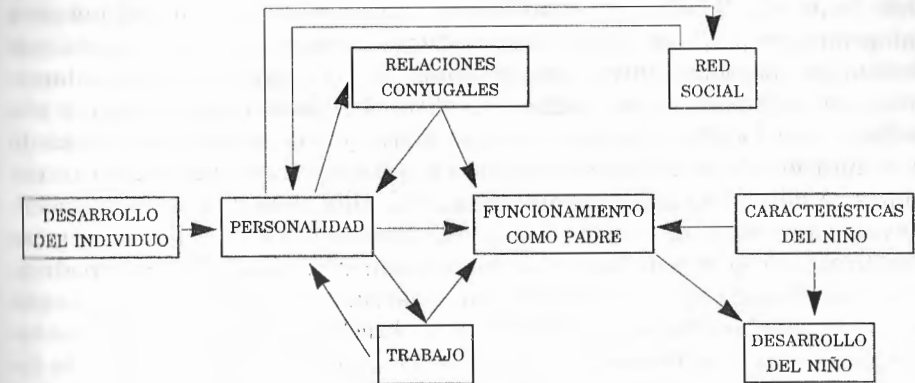 RELACIONES
CONYUGALES
RED
SOCIAL
DESARROLLO
DEL INDIVIDUO
PERSONALIDAD
FUNCIONAMIENTO
COMO PADRE
CARACTERÍSTICAS
DEL NIÑO
TRABAJO
DESARROLLO
DEL NIÑO